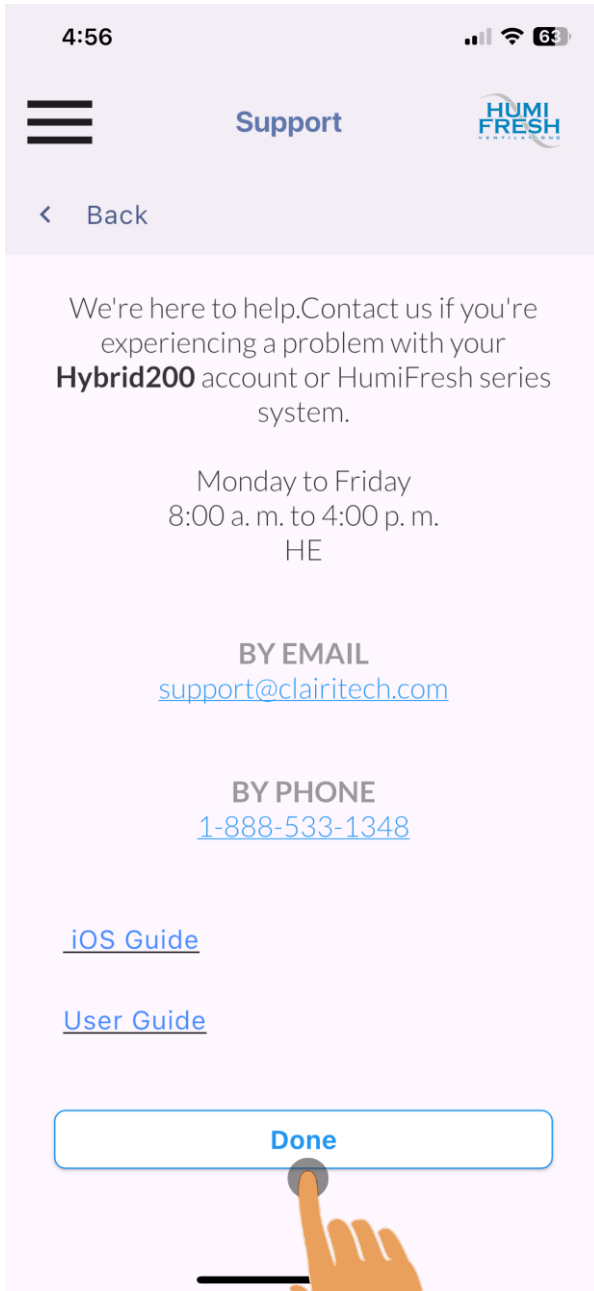 4:56
63
Support
HUMI
FRESH
VENTILATIONS
Back
We're here to help.Contact us if you're
experiencing a problem with your
Hybrid200 account or HumiFresh series
system.
Monday to Friday
8:00 a. m. to 4:00 p. m.
HE
BY EMAIL
support@clairitech.com
BY PHONE
1-888-533-1348
iOS Guide
User Guide
Done